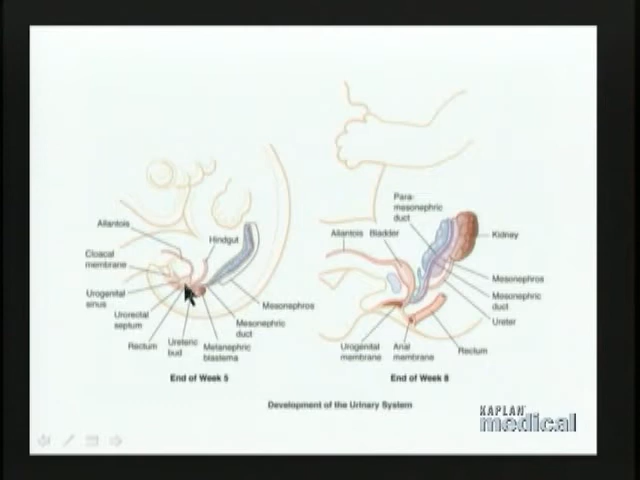 Allantois
Cloacal
membrane
Urogenital
sinus
Urorectal
septum
Rectum
Ureteric
bud
Metanephric
blastema
Mesonephric
duct
Mesonephros
Hindgut
End of Week 5
Para-
mesonephric
duct
Allantois
Bladder
Kidney
Mesonephros
Mesonephric
duct
Ureter
Urogenital
membrane
Anal
membrane
Rectum
End of Week 8
Development of the Urinary System
KAPLAN
medical